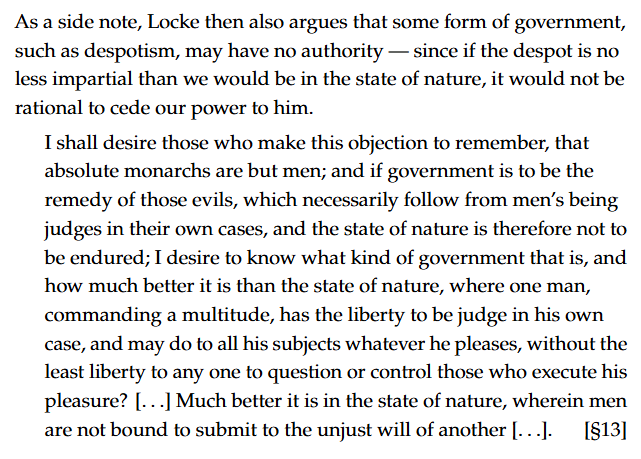 As a side note, Locke then also argues that some form of government,
such as despotism, may have no authority — since if the despot is no
less impartial than we would be in the state of nature, it would not be
rational to cede our power to him.
I shall desire those who make this objection to remember, that
absolute monarchs are but men; and if government is to be the
remedy of those evils, which necessarily follow from men’s being
judges in their own cases, and the state of nature is therefore not to
be endured; I desire to know what kind of government that is, and
how much better it is than the state of nature, where one man,
commanding a multitude, has the liberty to be judge in his own
case, and may do to all his subjects whatever he pleases, without the
least liberty to any one to question or control those who execute his
pleasure? [. . .] Much better it is in the state of nature, wherein men
are not bound to submit to the unjust will of another [. . .]. [§13]